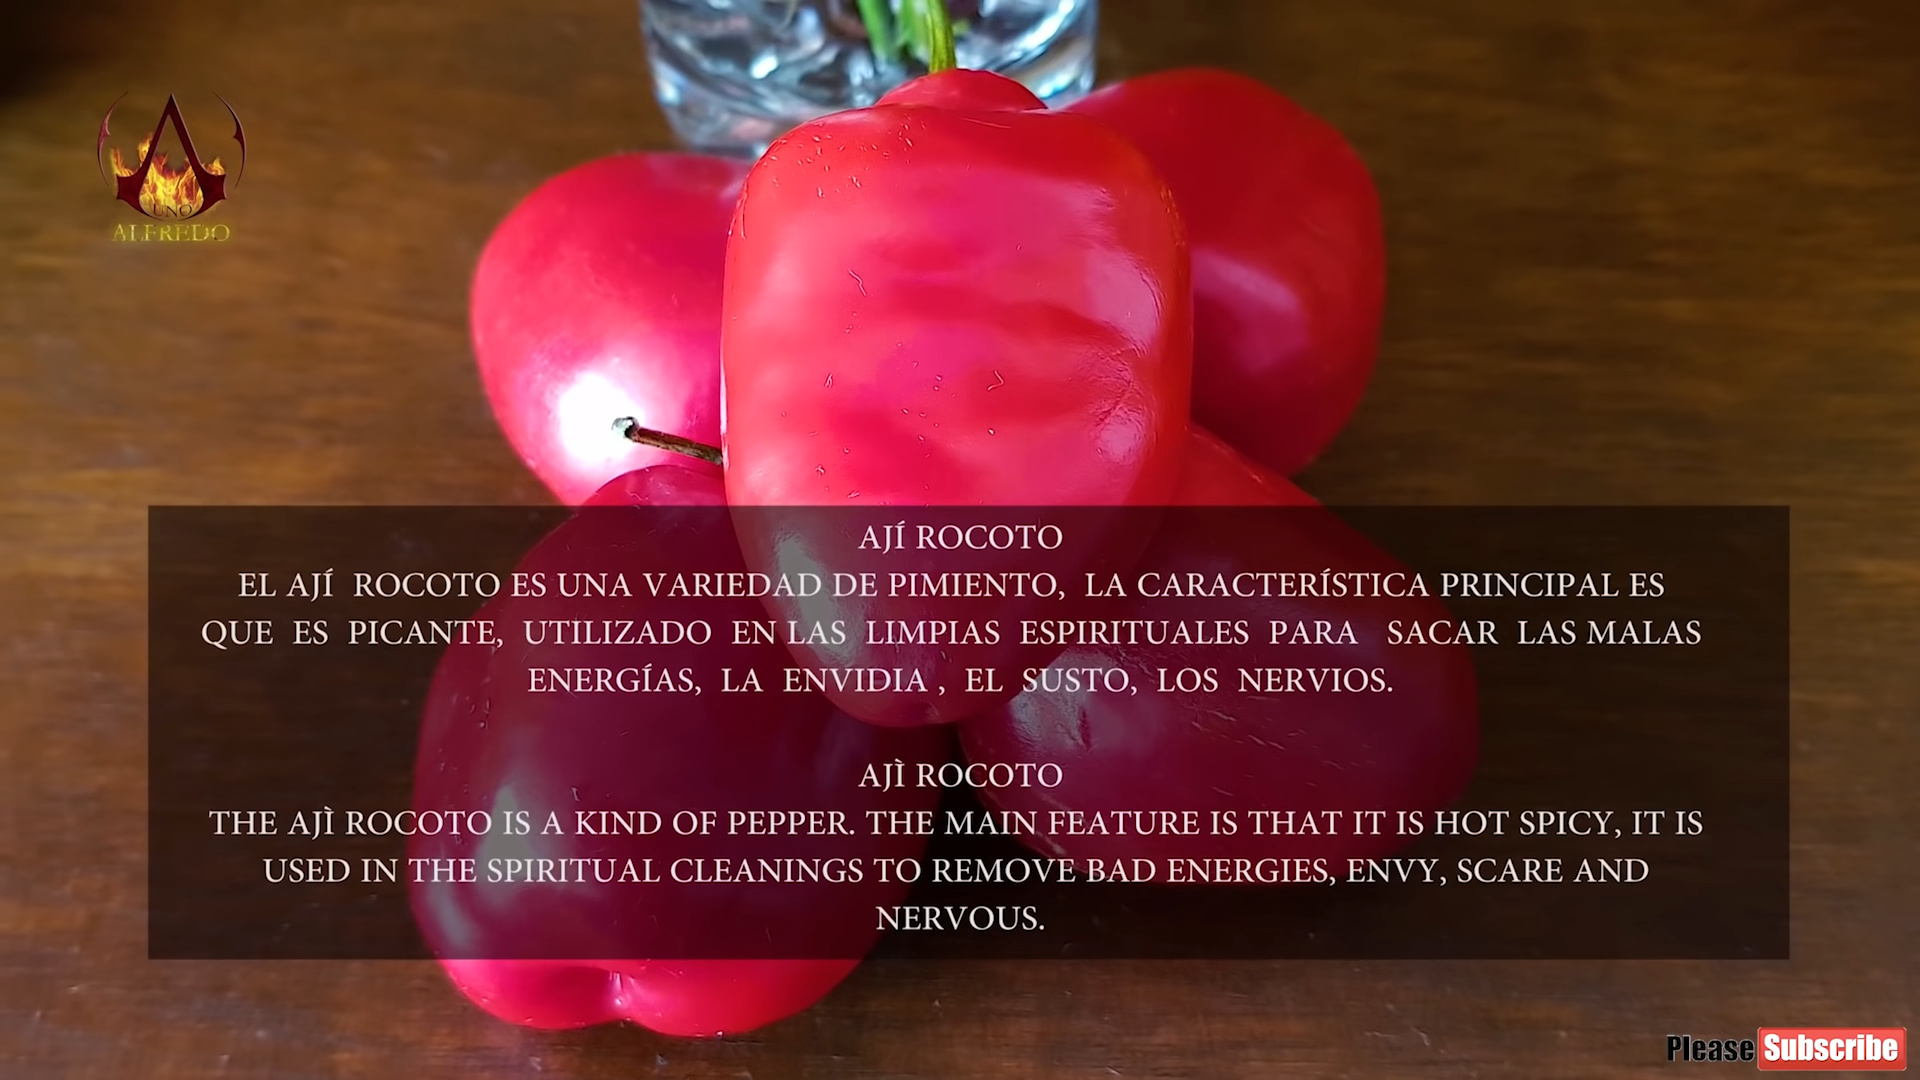 UNO
ALFREDO
AJÍ ROCOTO
EL AJÍ ROCOTO ES UNA VARIEDAD DE PIMIENTO, LA CARACTERÍSTICA PRINCIPAL ES
QUE ES PICANTE, UTILIZADO EN LAS LIMPIAS ESPIRITUALES PARA SACAR LAS MALAS
ENERGÍAS, LA ENVIDIA , EL SUSTO, LOS NERVIOS.
AJÌ ROCOTO
THE AJÌ ROCOTO IS A KIND OF PEPPER. THE MAIN FEATURE IS THAT IT IS HOT SPICY, IT IS
USED IN THE SPIRITUAL CLEANINGS TO REMOVE BAD ENERGIES, ENVY, SCARE AND
NERVOUS.
Please Subscribe